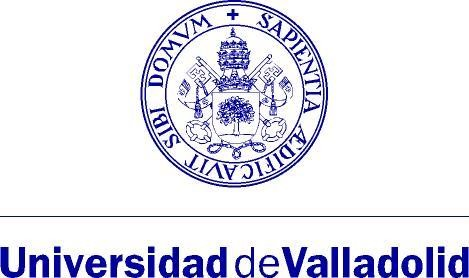 SAPIENTIA ÆDIFICAVIT SIBI DOMVM +
Universidad de Valladolid